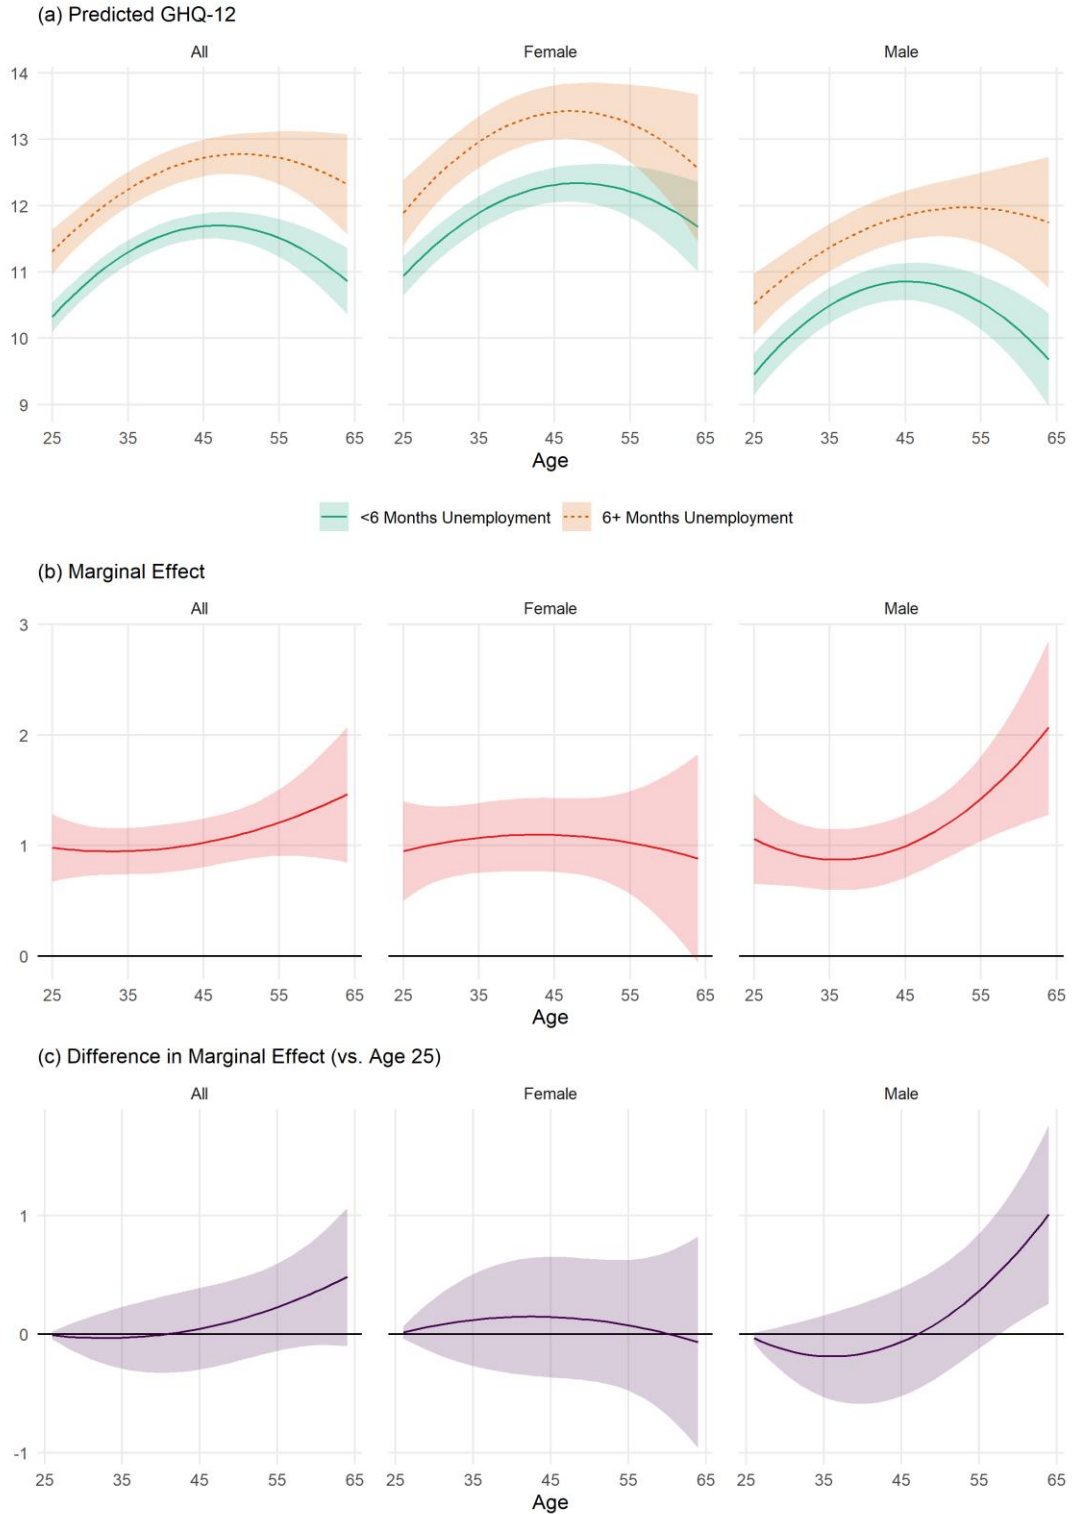 (a) Predicted GHQ-12
All Female Male
14
13
12
11
10
9
25 35 45 55 65 25 35 45 55 65 25 35 45 55 65
Age
<6 Months Unemployment 6+ Months Unemployment
(b) Marginal Effect
All Female Male
3
2
1
0
25 35 45 55 65 25 35 45 55 65 25 35 45 55 65
Age
(c) Difference in Marginal Effect (vs. Age 25)
All Female Male
1
0
-1
25 35 45 55 65 25 35 45 55 65 25 35 45 55 65
Age